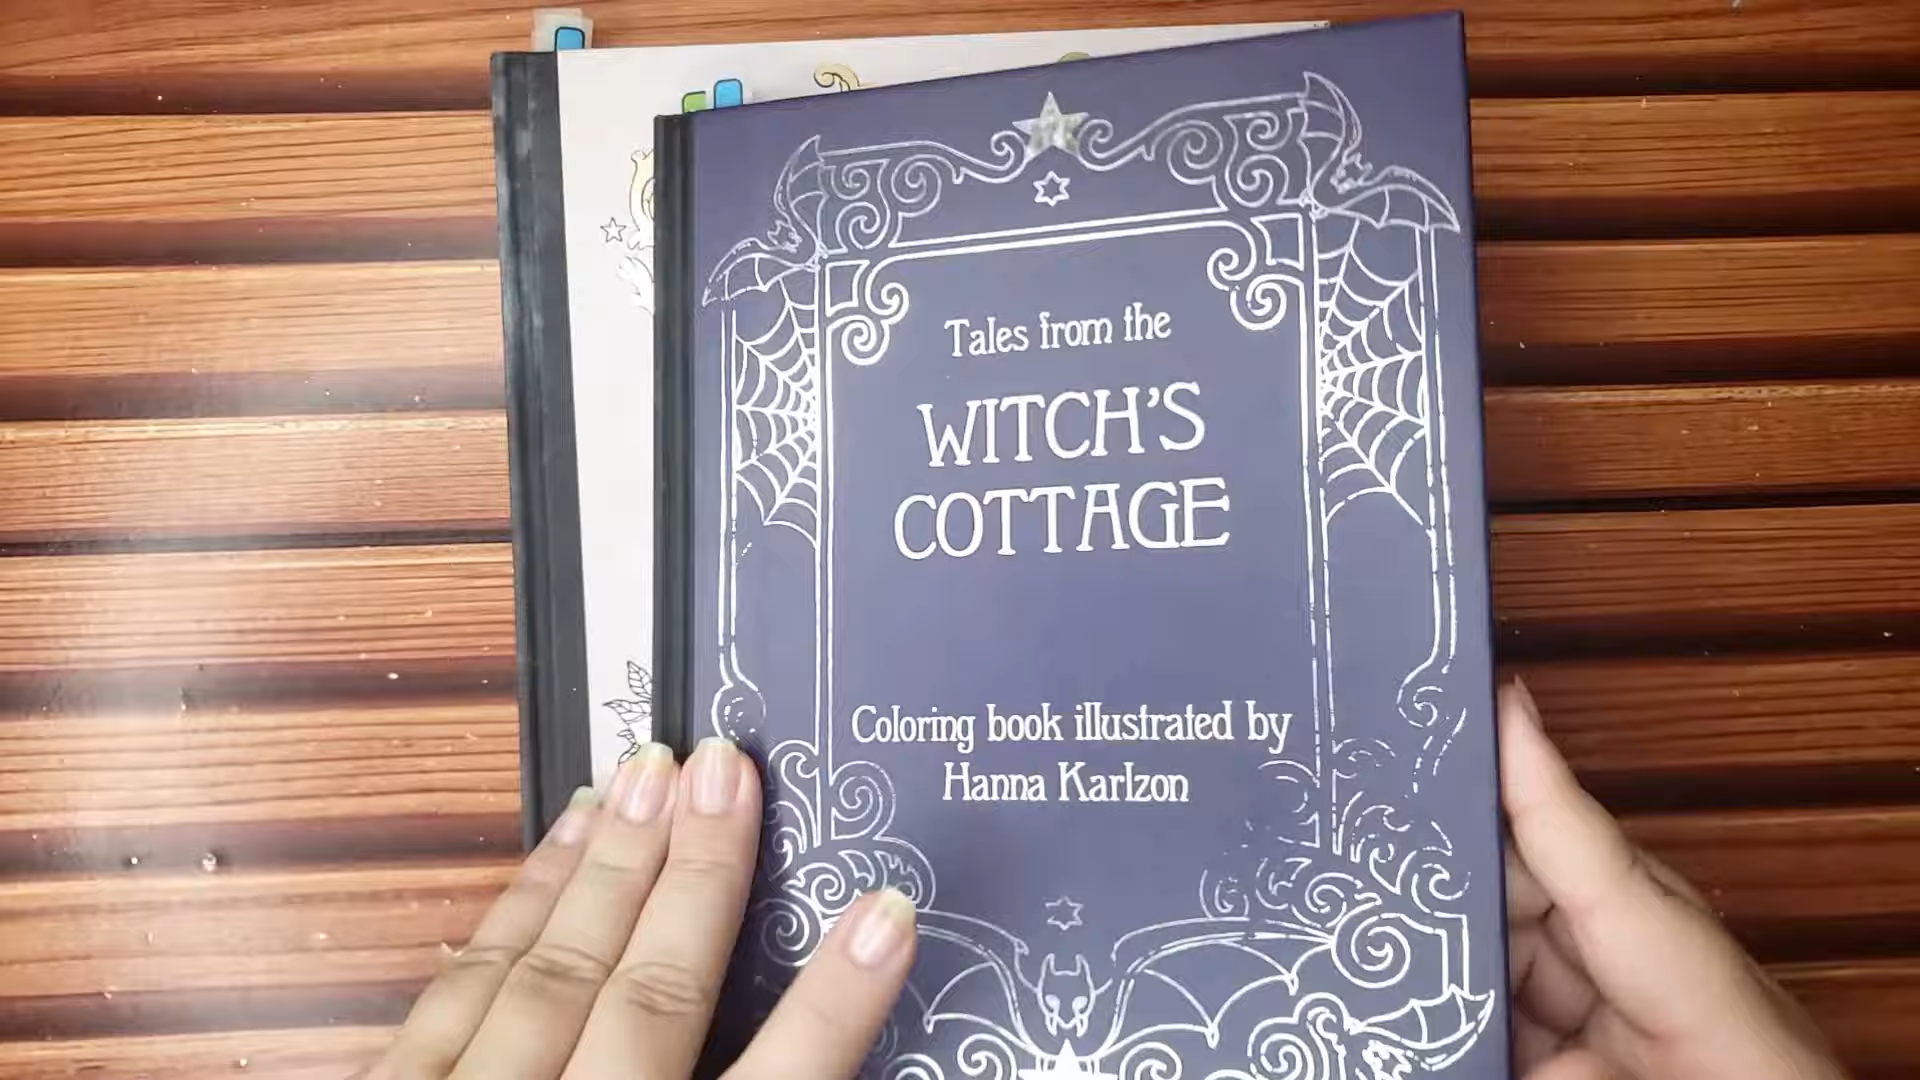 Tales from the
WITCH'S
COTTAGE
Coloring book illustrated by
Hanna Karlzon